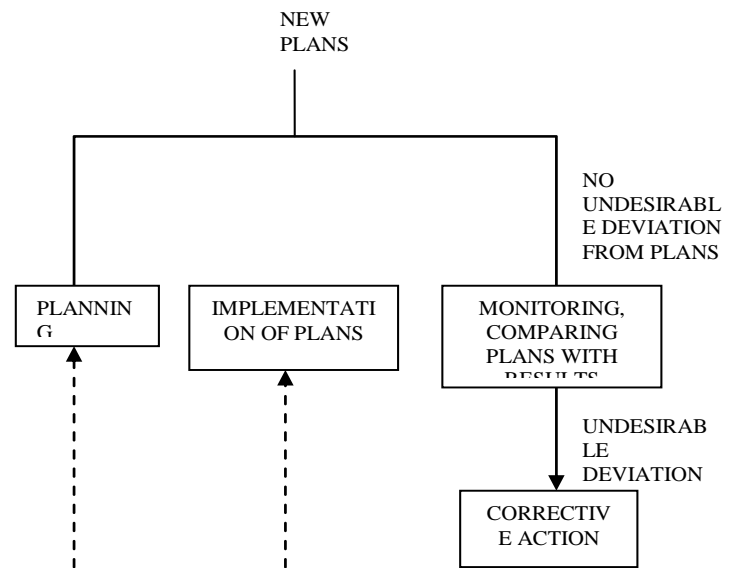 NEW
PLANS
NO
UNDESIRABL
E DEVIATION
FROM PLANS
PLANNIN
G
IMPLEMENTATI
ON OF PLANS
MONITORING,
COMPARING
PLANS WITH
RESULTS
UNDESIRAB
LE
DEVIATION
CORRECTIV
E ACTION